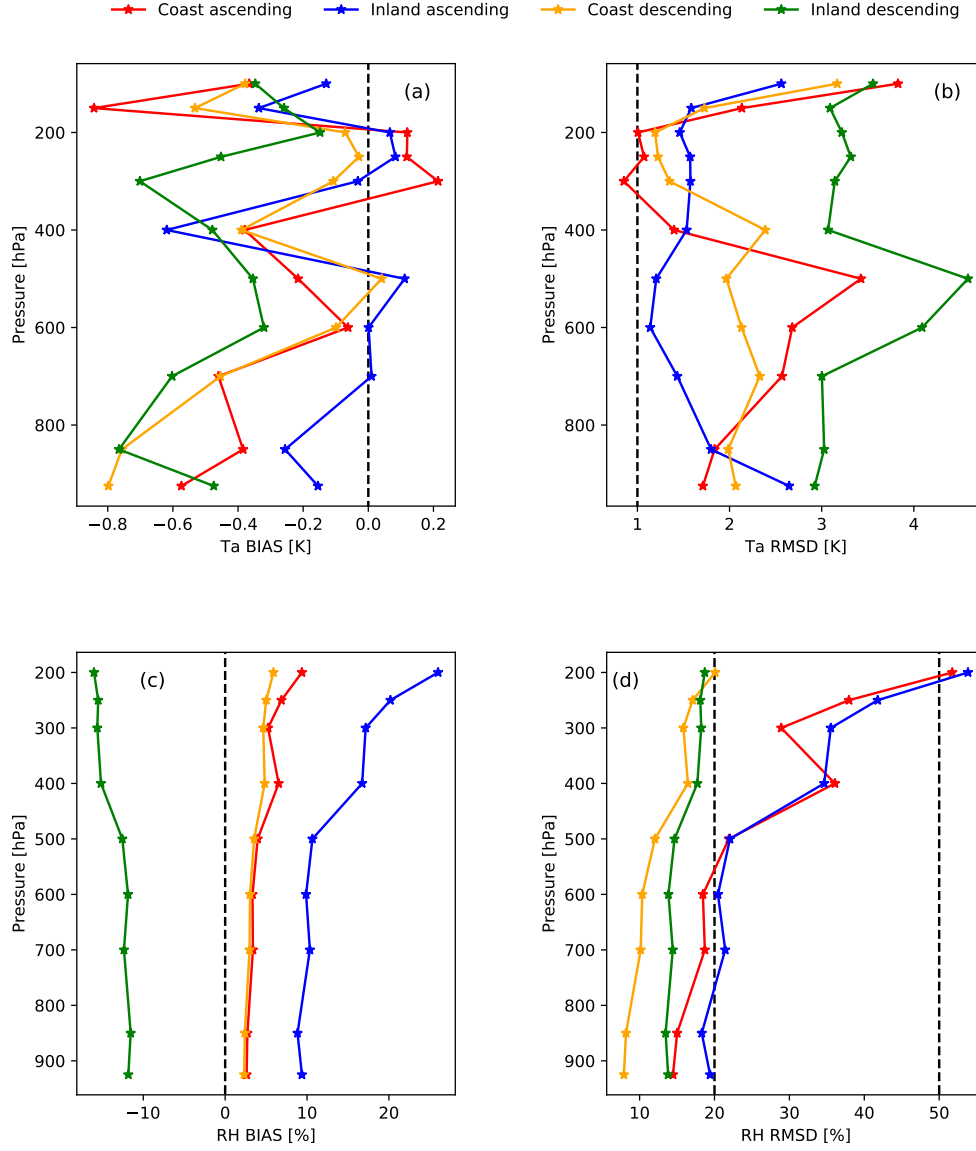 Coast ascending Inland ascending Coast descending Inland descending
(a)
200
400
600
800
Pressure [hPa]
−0.8 −0.6 −0.4 −0.2 0.0 0.2
Ta BIAS [K]
(b)
200
400
600
800
Pressure [hPa]
1 2 3 4
Ta RMSD [K]
(c)
200
300
400
500
600
700
800
900
Pressure [hPa]
−10 0 10 20
RH BIAS [%]
(d)
200
300
400
500
600
700
800
900
Pressure [hPa]
10 20 30 40 50
RH RMSD [%]